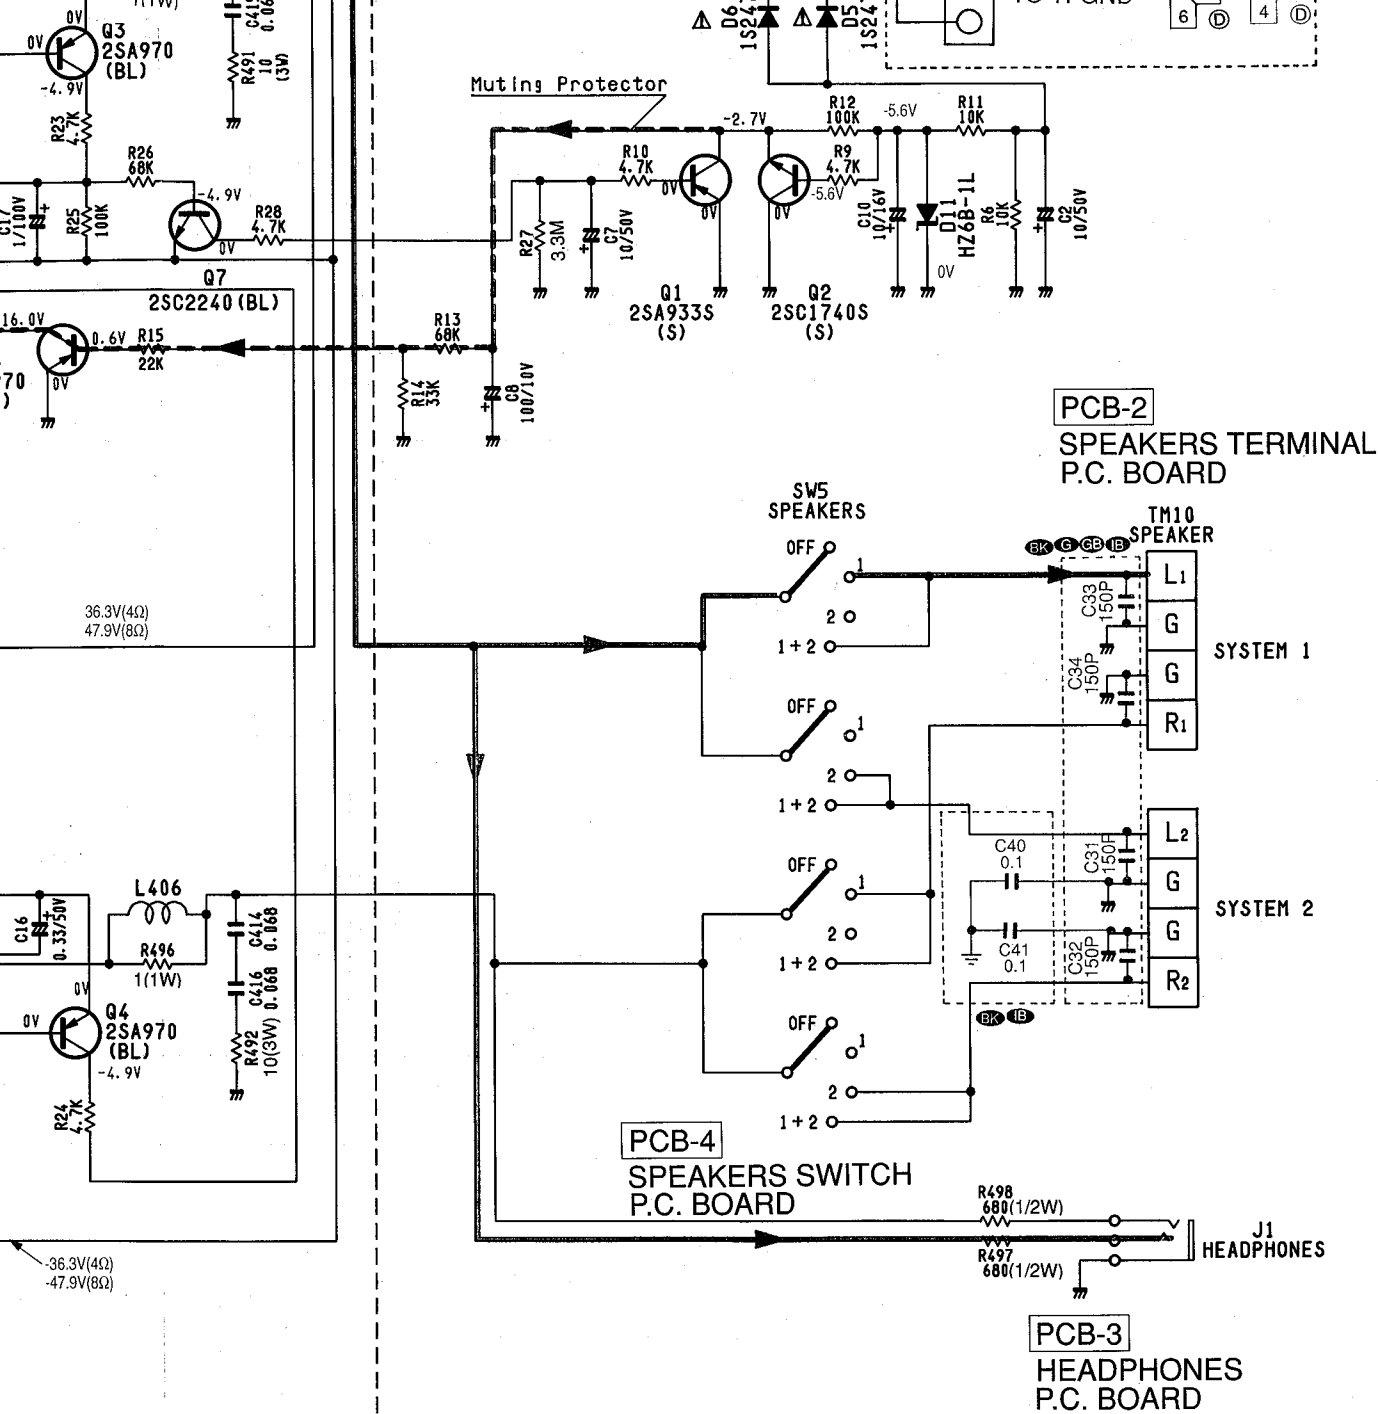 0V
Q3
2SA970
(BL)
0V
-4.9V
R23
4.7K
R491
10
(3W)
D6
D5
6
D
4
D
Muting Protector
-2.7V
R12
100K
-5.6V
R11
10K
R26
68K
-4.9V
C17
1/100V
+
R25
100K
R28
4.7K
0V
Q7
2SC2240(BL)
R10
4.7K
0V
0V
R9
4.7K
-5.6V
0V
R27
3.3M
C7
10/50V
+
C10
10/16V
+
D11
HZ6B-1L
0V
R6
10K
C2
10/50V
+
Q1
2SA933S
(S)
Q2
2SC1740S
(S)
16.0V
0.6V
R15
22K
0V
R13
68K
R14
33K
C8
100/10V
+
PCB-2
SPEAKERS TERMINAL
P.C. BOARD
SW5
SPEAKERS
OFF
1
2
1+2
TM10
SPEAKER
BK G GB IB
C33
150P
L1
G
C34
150P
G
R1
SYSTEM 1
36.3V(4Ω)
47.9V(8Ω)
OFF
1
2
1+2
C40
0.1
C31
150P
L2
G
C41
0.1
C32
150P
G
R2
SYSTEM 2
BK IB
OFF
1
2
1+2
OFF
1
2
1+2
L406
C16
0.33/50V
+
R496
1(1W)
C414
0.068
C416
0.068
R492
10(3W)
0V
0V
Q4
2SA970
(BL)
-4.9V
R24
4.7K
PCB-4
SPEAKERS SWITCH
P.C. BOARD
R498
680(1/2W)
R497
680(1/2W)
J1
HEADPHONES
-36.3V(4Ω)
-47.9V(8Ω)
PCB-3
HEADPHONES
P.C. BOARD